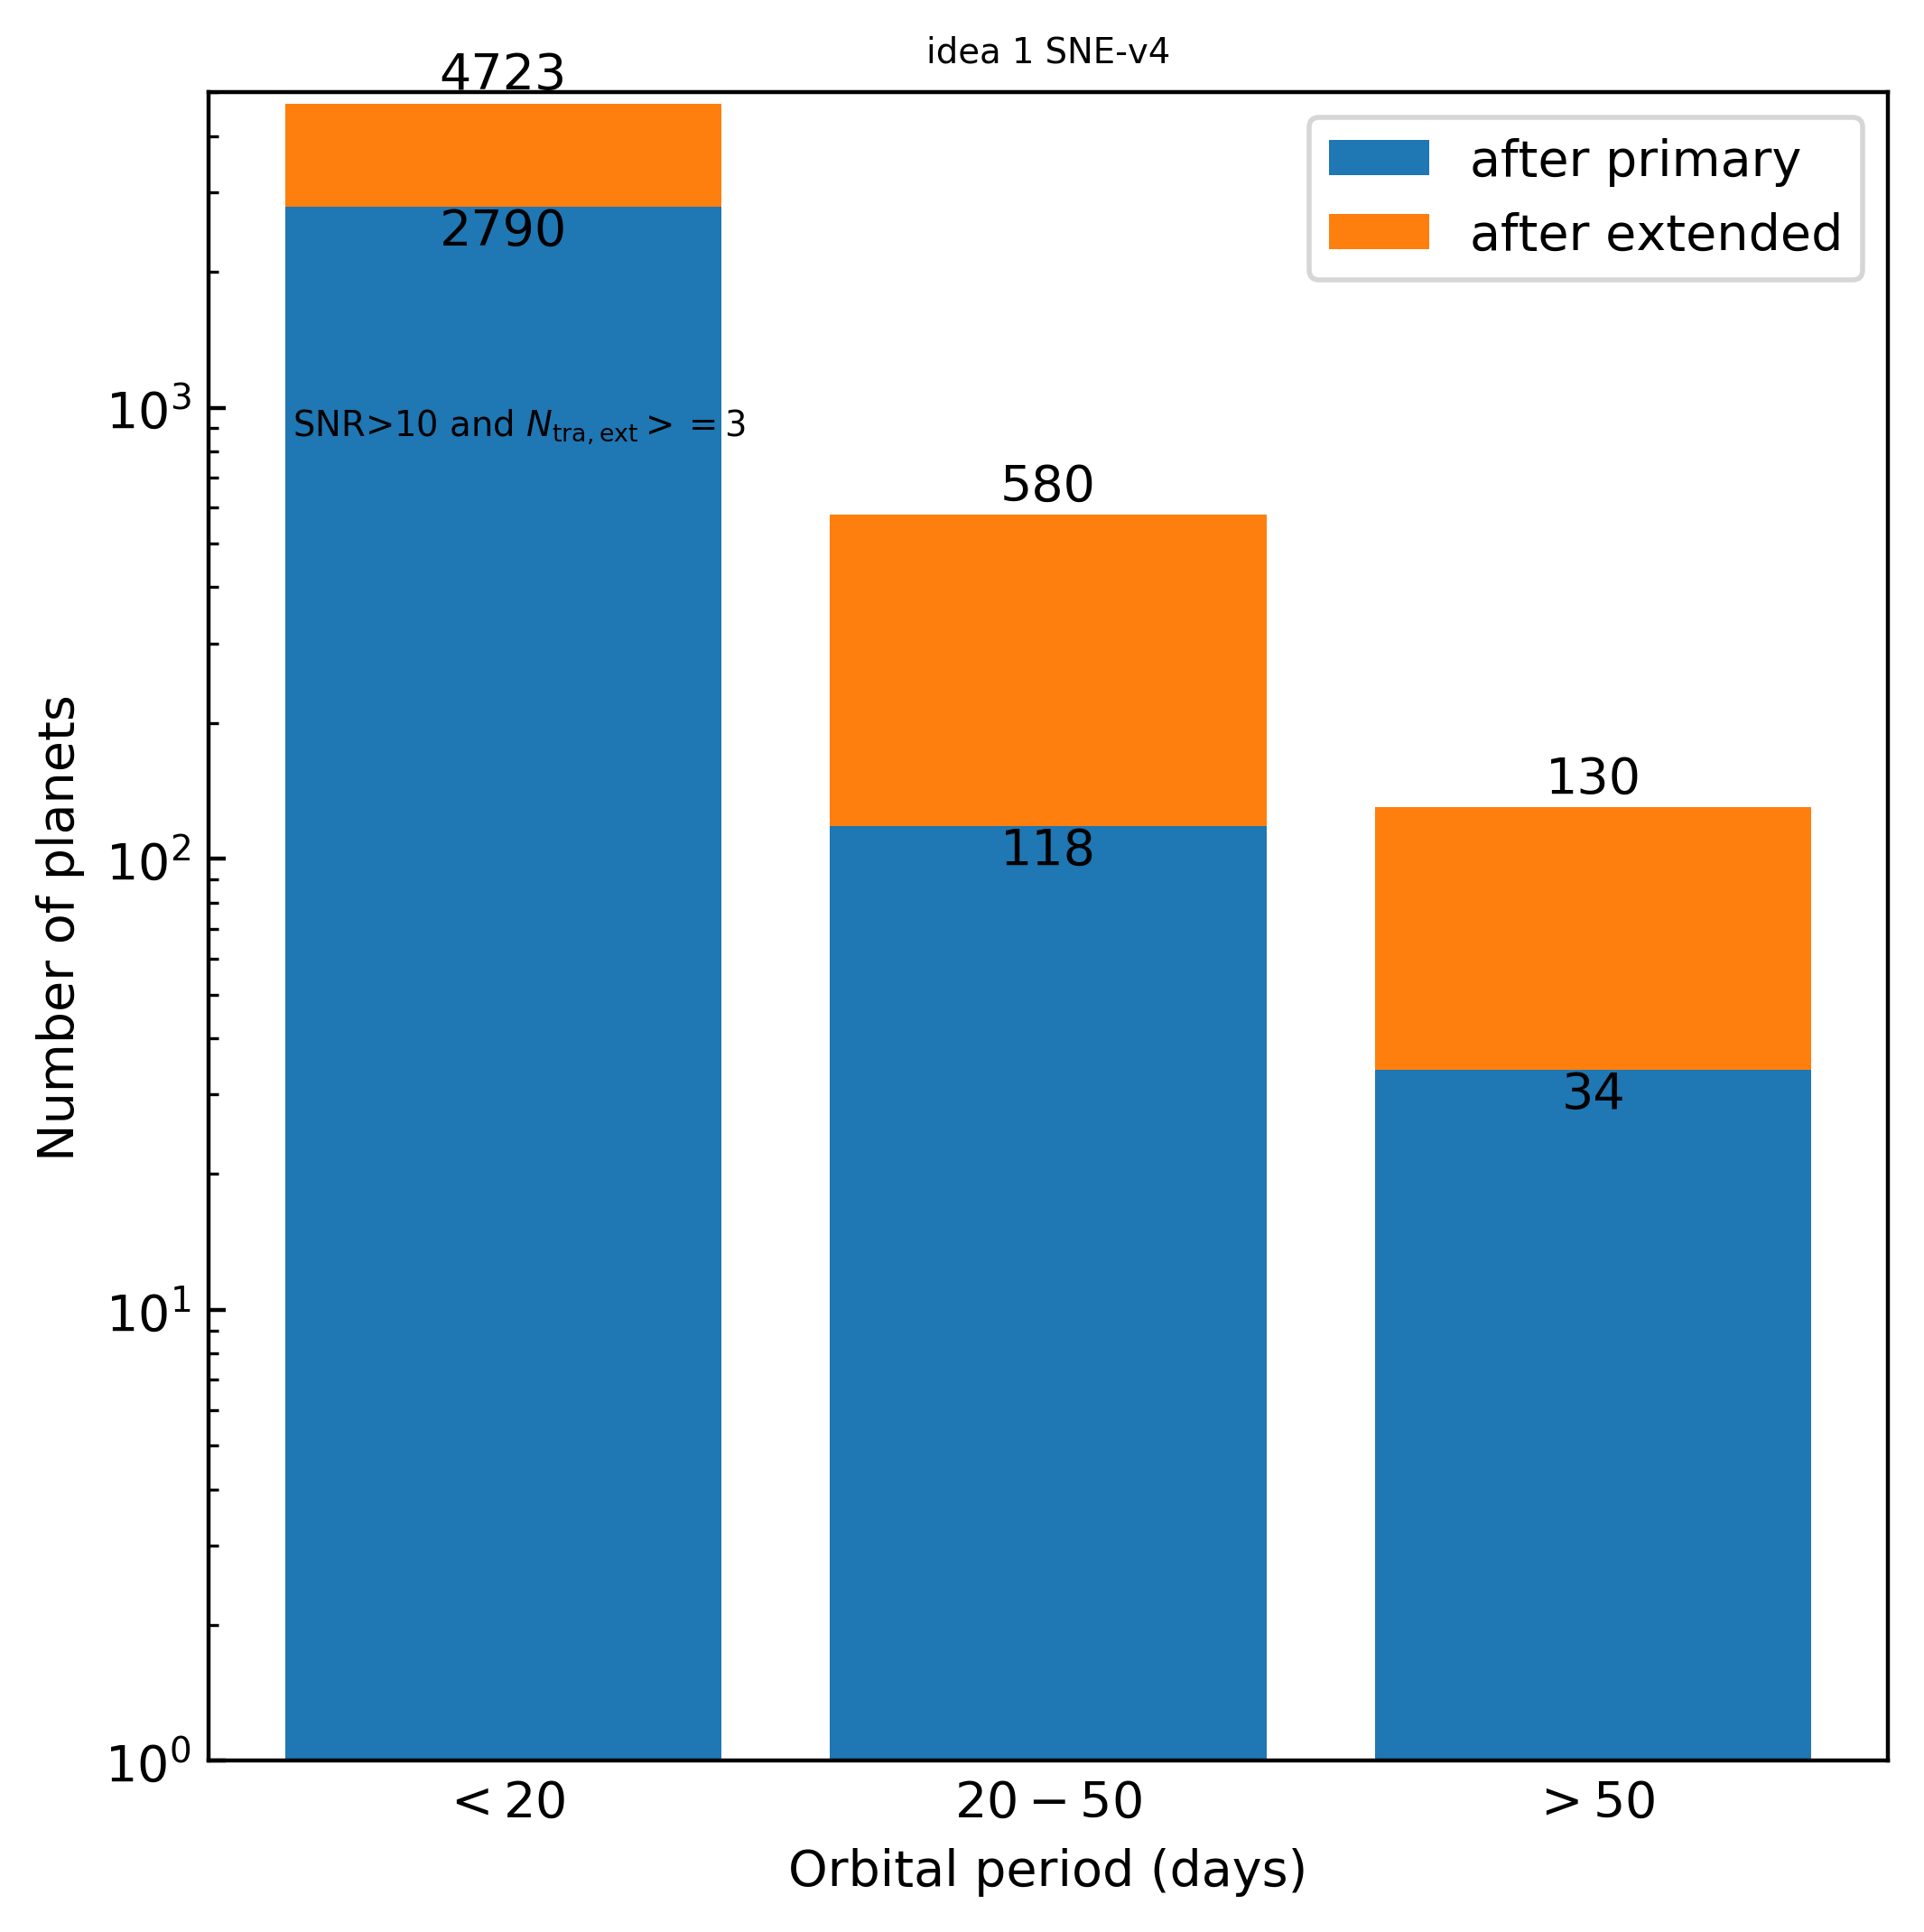 idea 1 SNE-v4
4723
after primary
after extended
2790
SNR>10 and N_tra,ext >=3
580
130
118
34
Number of planets
10^3
10^2
10^1
10^0
<20
20−50
>50
Orbital period (days)